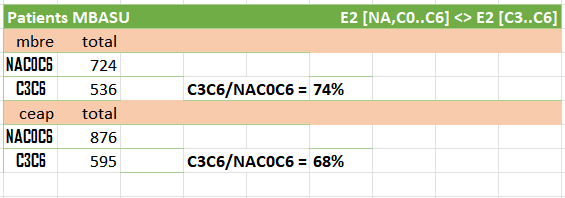 Patients MBASU E2 [NA,C0..C6] <> E2 [C3..C6]
mbre total
NAC0C6 724
C3C6 536 C3C6/NAC0C6 = 74%
ceap total
NAC0C6 876
C3C6 595 C3C6/NAC0C6 = 68%